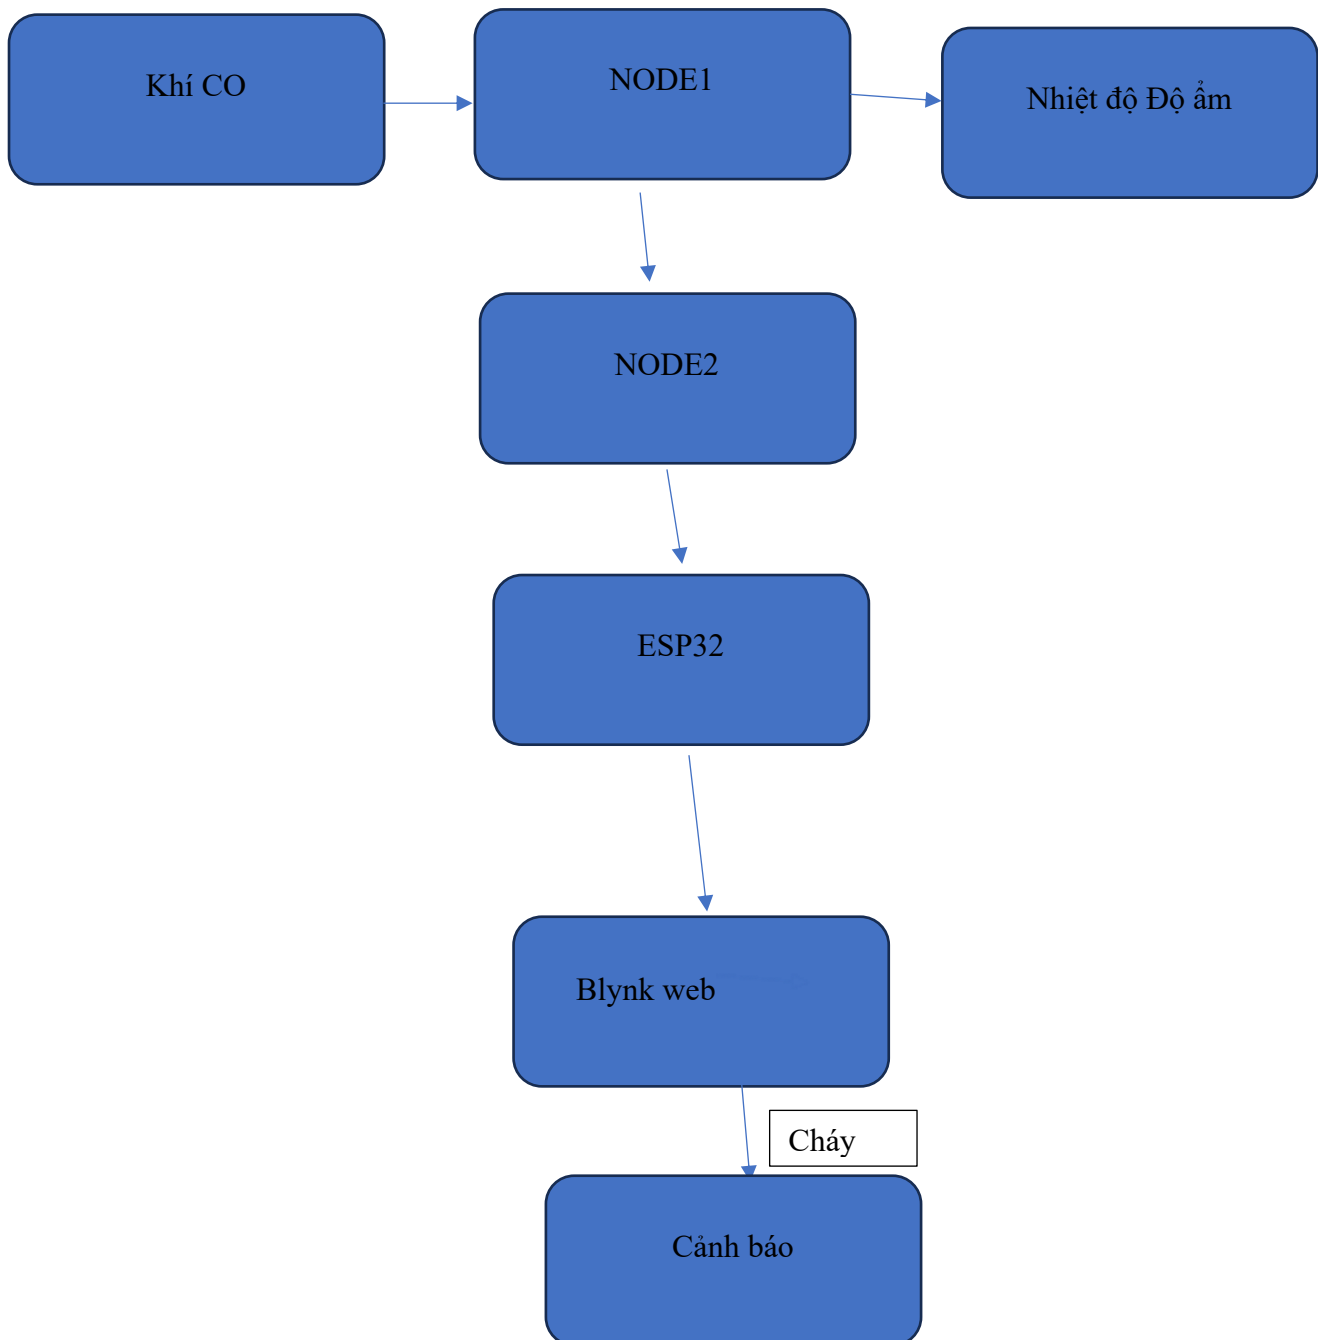 Khí CO
NODE1
Nhiệt độ Độ ẩm
NODE2
ESP32
Blynk web
Cháy
Cảnh báo